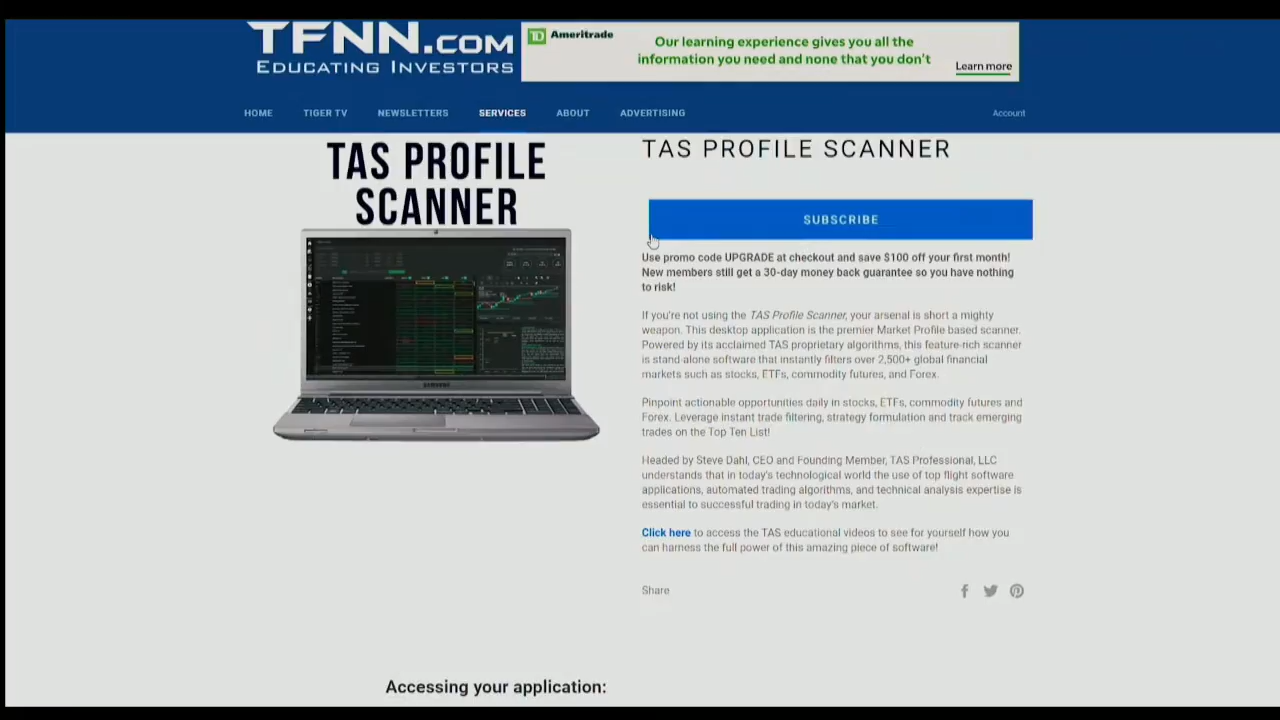 TFNN.COM
EDUCATING INVESTORS
TD Ameritrade
Our learning experience gives you all the
information you need and none that you don't
Learn more
HOME
TIGER TV
NEWSLETTERS
SERVICES
ABOUT
ADVERTISING
Account
TAS PROFILE
SCANNER
SAMSUNG
TAS PROFILE SCANNER
SUBSCRIBE
Use promo code UPGRADE at checkout and save $100 off your first month!
New members still get a 30-day money back guarantee so you have nothing
to risk!
If you're not using the TAS Profile Scanner, your arsenal is short a mighty
weapon. This desktop application is the premier Market Profile based scanner.
Powered by its acclaimed TAS proprietary algorithms, this feature-rich scanner
is stand-alone software that instantly filters over 2,500+ global financial
markets such as stocks, ETFs, commodity futures, and Forex.
Pinpoint actionable opportunities daily in stocks, ETFs, commodity futures and
Forex. Leverage instant trade filtering, strategy formulation and track emerging
trades on the Top Ten List!
Headed by Steve Dahl, CEO and Founding Member, TAS Professional, LLC
understands that in today's technological world the use of top flight software
applications, automated trading algorithms, and technical analysis expertise is
essential to successful trading in today's market.
Click here to access the TAS educational videos to see for yourself how you
can harness the full power of this amazing piece of software!
Share
Accessing your application: